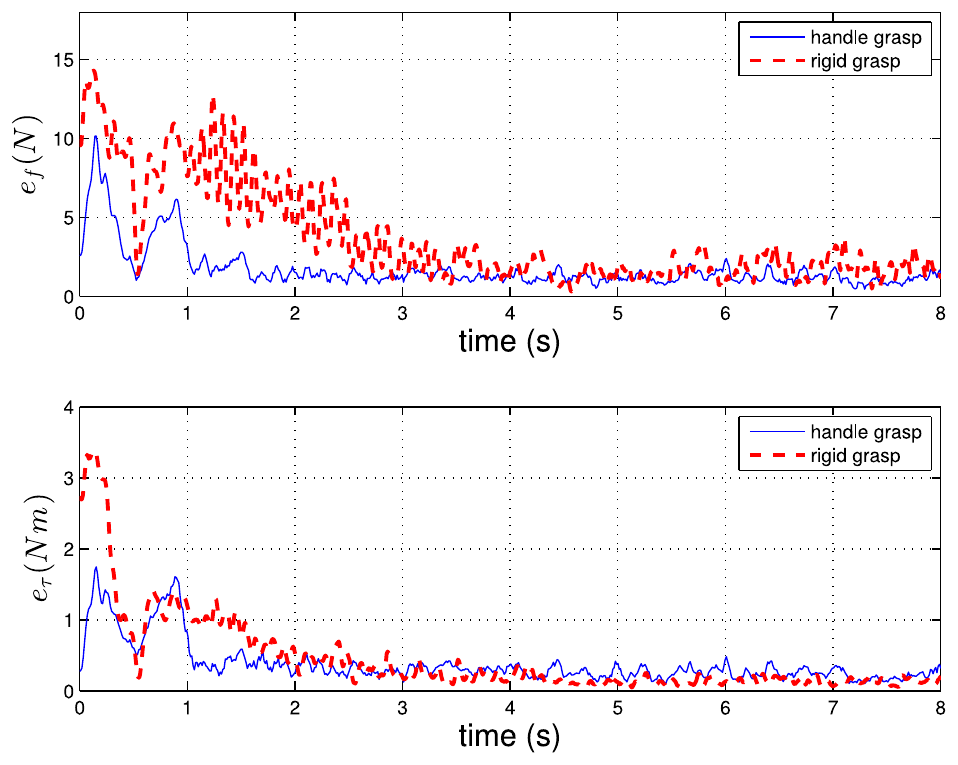 15
10
5
0
e_f(N)
handle grasp
rigid grasp
0 1 2 3 4 5 6 7 8
time (s)
4
3
2
1
0
e_τ(Nm)
handle grasp
rigid grasp
0 1 2 3 4 5 6 7 8
time (s)